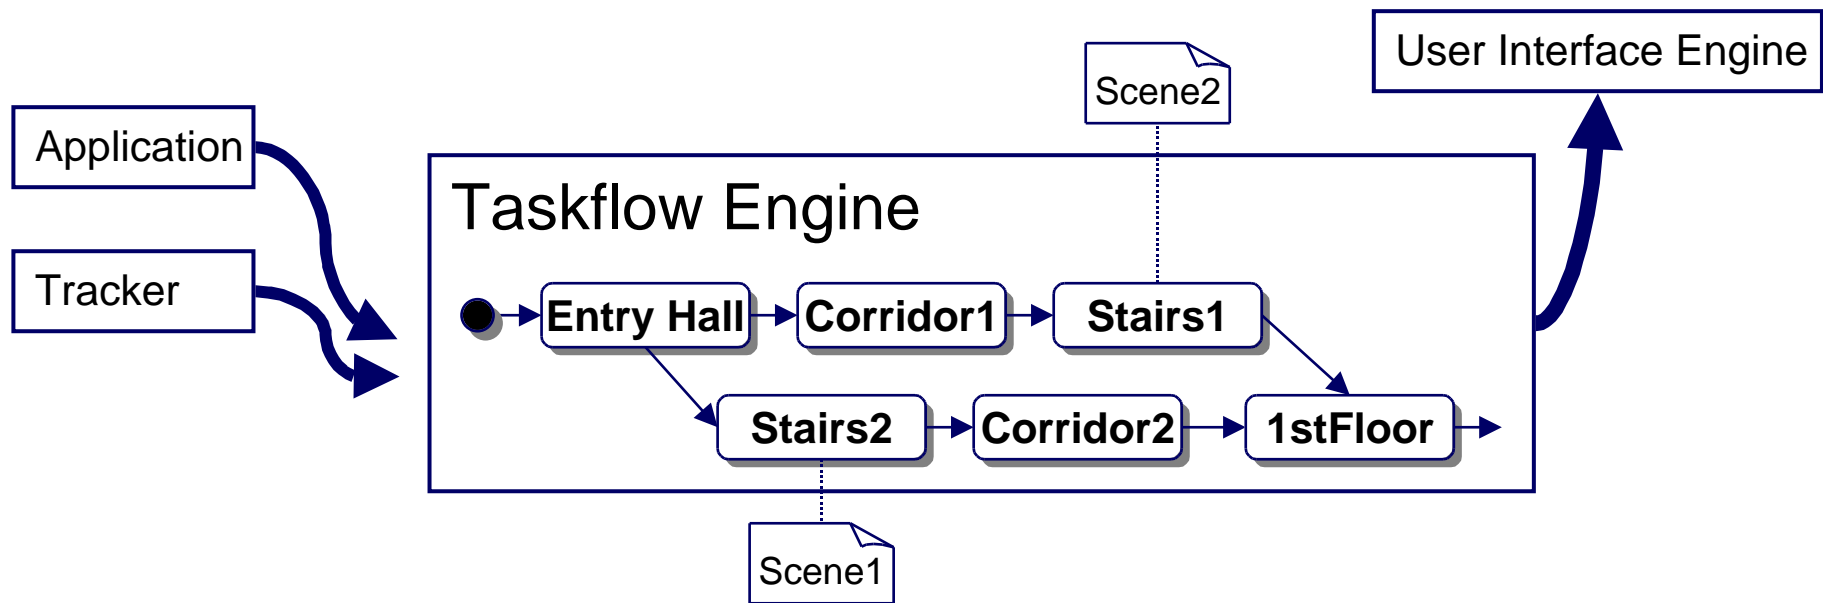 User Interface Engine
Scene2
Application
Taskflow Engine
Tracker
Entry Hall
Corridor1
Stairs1
Stairs2
Corridor2
1stFloor
Scene1